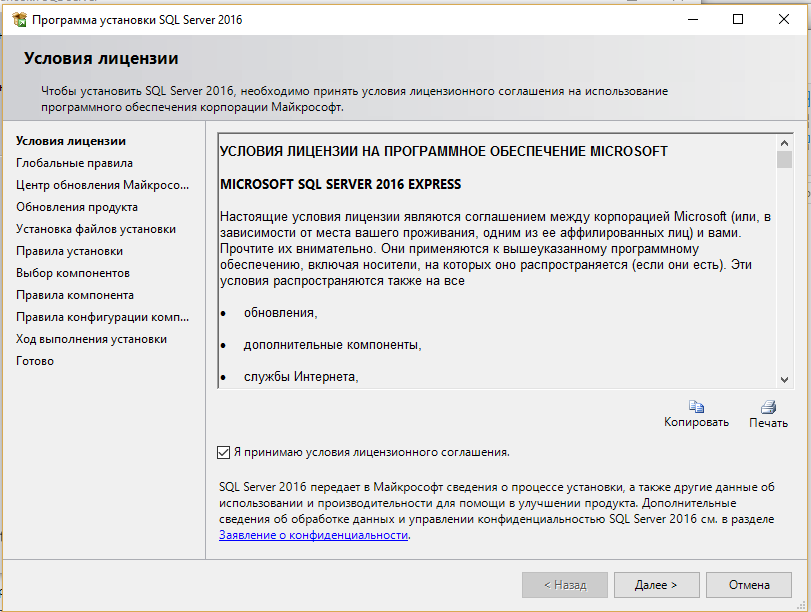 Программа установки SQL Server 2016
Условия лицензии
Чтобы установить SQL Server 2016, необходимо принять условия лицензионного соглашения на использование
программного обеспечения корпорации Майкрософт.
Условия лицензии
Глобальные правила
Центр обновления Майкросо...
Обновления продукта
Установка файлов установки
Правила установки
Выбор компонентов
Правила компонента
Правила конфигурации комп...
Ход выполнения установки
Готово
УСЛОВИЯ ЛИЦЕНЗИИ НА ПРОГРАММНОЕ ОБЕСПЕЧЕНИЕ MICROSOFT
MICROSOFT SQL SERVER 2016 EXPRESS
Настоящие условия лицензии являются соглашением между корпорацией Microsoft (или, в
зависимости от места вашего проживания, одним из ее аффилированных лиц) и вами.
Прочтите их внимательно. Они применяются к вышеуказанному программному
обеспечению, включая носители, на которых оно распространяется (если они есть). Эти
условия распространяются также на все
• обновления,
• дополнительные компоненты,
• службы Интернета,
Копировать
Печать
Я принимаю условия лицензионного соглашения.
SQL Server 2016 передает в Майкрософт сведения о процессе установки, а также другие данные об
использовании и производительности для помощи в улучшении продукта. Дополнительные
сведения об обработке данных и управлении конфиденциальностью SQL Server 2016 см. в разделе
Заявление о конфиденциальности.
< Назад
Далее >
Отмена